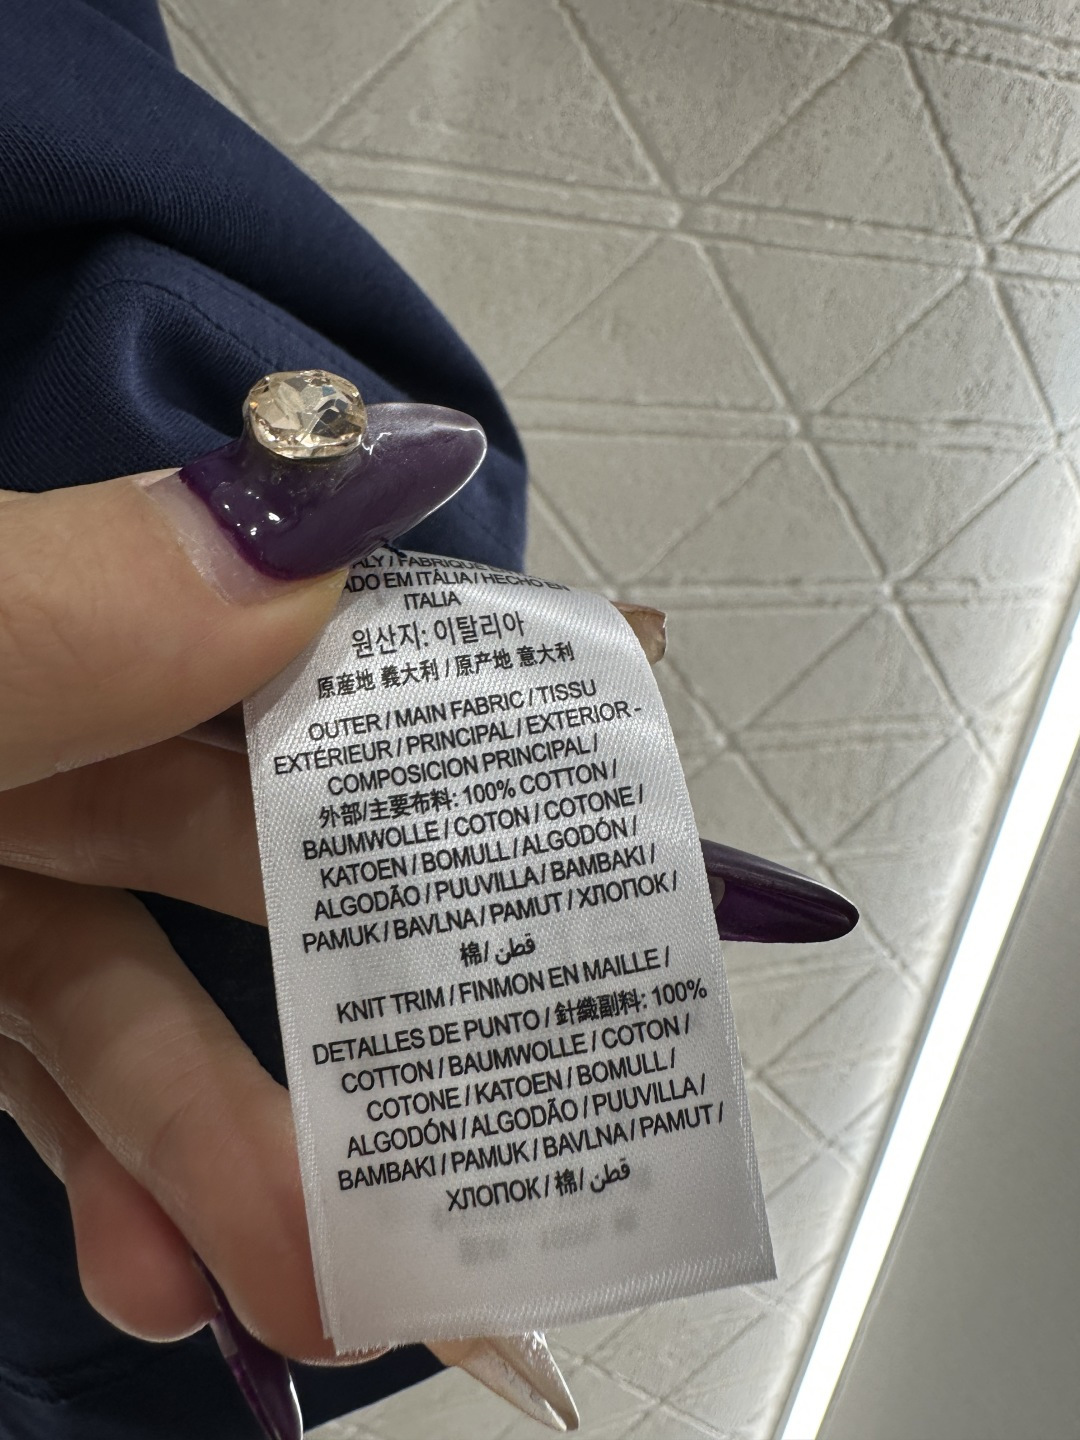 ALY / FABRIQUÉ
ADO EM ITÁLIA / HECHO EN
ITALIA
원산지: 이탈리아
原産地 義大利 / 原产地 意大利
OUTER / MAIN FABRIC / TISSU
EXTÉRIEUR / PRINCIPAL / EXTERIOR -
COMPOSICION PRINCIPAL /
外部/主要布料: 100% COTTON /
BAUMWOLLE / COTON / COTONE /
KATOEN / BOMULL / ALGODÓN /
ALGODÃO / PUUVILLA / BAMBAKI /
PAMUK / BAVLNA / PAMUT / ХЛОПОК /
棉/ قطن
KNIT TRIM / FINMON EN MAILLE /
DETALLES DE PUNTO / 針織副料: 100%
COTTON / BAUMWOLLE / COTON /
COTONE / KATOEN / BOMULL /
ALGODÓN / ALGODÃO / PUUVILLA /
BAMBAKI / PAMUK / BAVLNA / PAMUT /
ХЛОПОК / 棉/ قطن